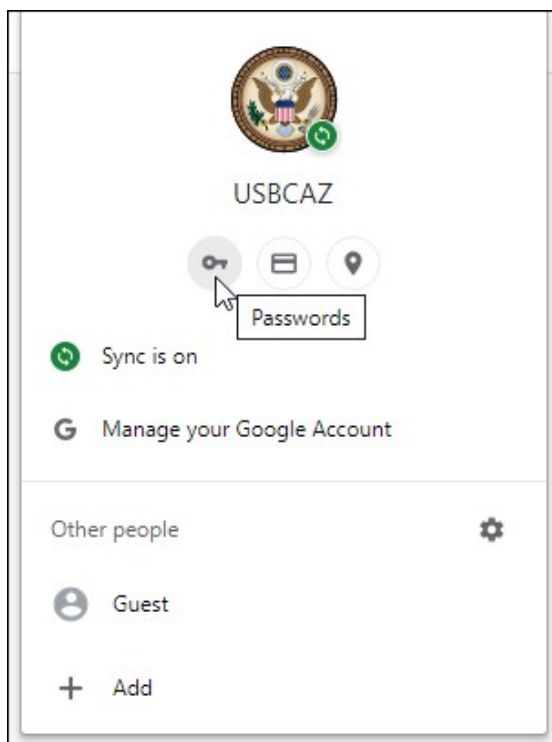 USBCAZ
Passwords
Sync is on
G Manage your Google Account
Other people
Guest
Add